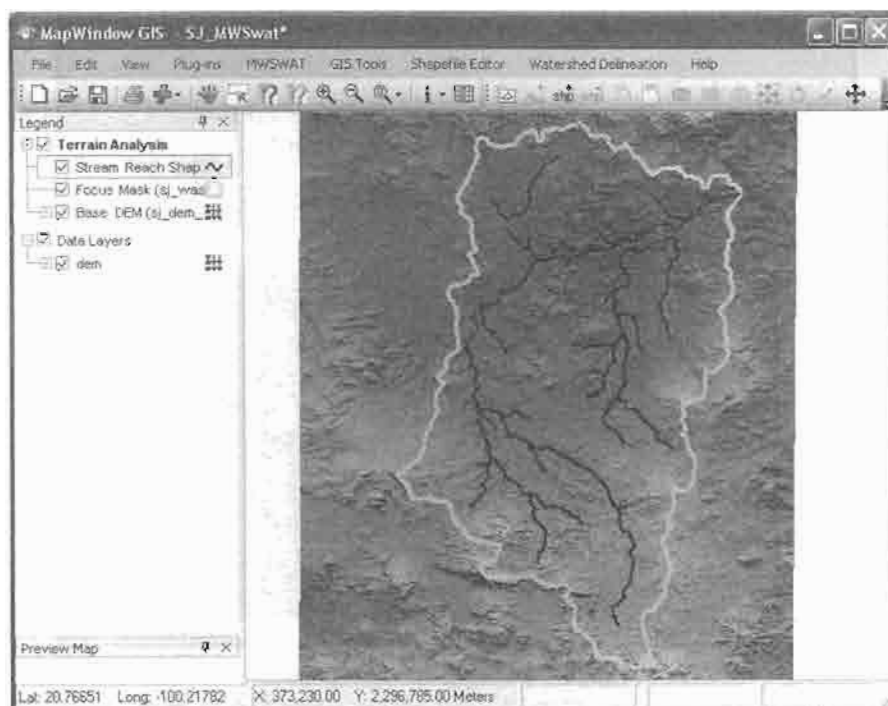 MapWindow GIS SJ_MWSwat*
File Edit View Plug-ins MWSWAT GIS Tools Shapefile Editor Watershed Delineation Help
Legend
Terrain Analysis
Stream Reach Shap
Focus Mask (sj_was
Base DEM (sj_dem_
Data Layers
dem
Preview Map
Lat: 20.76651 Long: -100.21782 X: 373,230.00 Y: 2,296,785.00 Meters